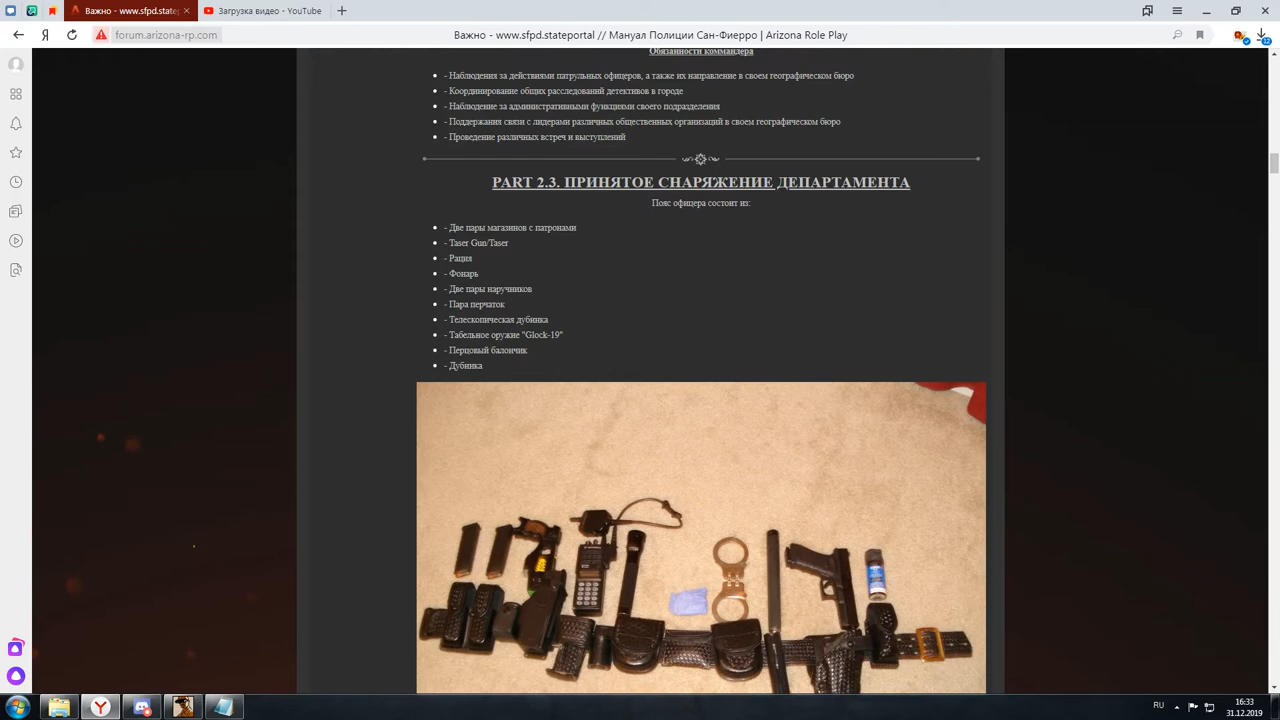 Важно - www.sfpd.statep
Загрузка видео - YouTube
forum.arizona-rp.com
Важно - www.sfpd.stateportal // Мануал Полиции Сан-Фиерро | Arizona Role Play
12
Обязанности коммандера
- Наблюдения за действиями патрульных офицеров, а также их направление в своем географическом бюро
- Координирование общих расследований детективов в городе
- Наблюдение за административными функциями своего подразделения
- Поддержания связи с лидерами различных общественных организаций в своем географическом бюро
- Проведение различных встреч и выступлений
PART 2.3. ПРИНЯТОЕ СНАРЯЖЕНИЕ ДЕПАРТАМЕНТА
Пояс офицера состоит из:
- Две пары магазинов с патронами
- Taser Gun/Taser
- Рация
- Фонарь
- Две пары наручников
- Пара перчаток
- Телескопическая дубинка
- Табельное оружие "Glock-19"
- Перцовый балончик
- Дубинка
RU
16:33
31.12.2019